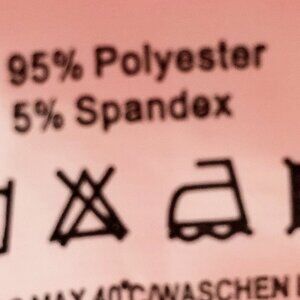 95% Polyester
5% Spandex
MAX 40°C/WASCHEN